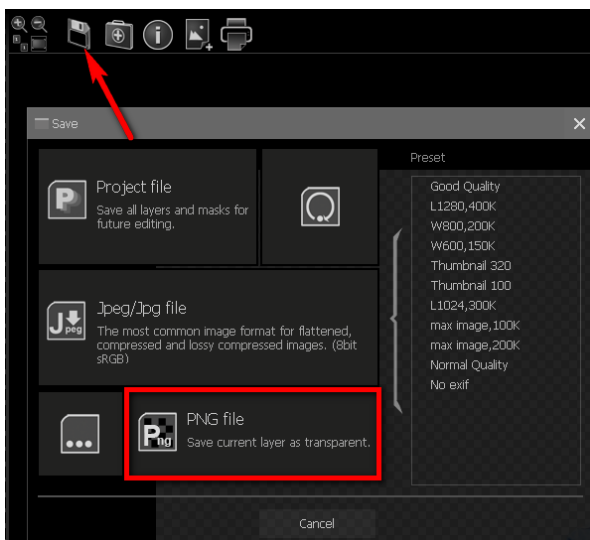 Save
Preset
Project file
Save all layers and masks for
future editing.
Jpeg/Jpg file
The most common image format for flattened,
compressed and lossy compressed images. (8bit
sRGB)
PNG file
Save current layer as transparent.
P
J
peg
Png
Good Quality
L1280,400K
W800,200K
W600,150K
Thumbnail 320
Thumbnail 100
L1024,300K
max image,100K
max image,200K
Normal Quality
No exif
Cancel